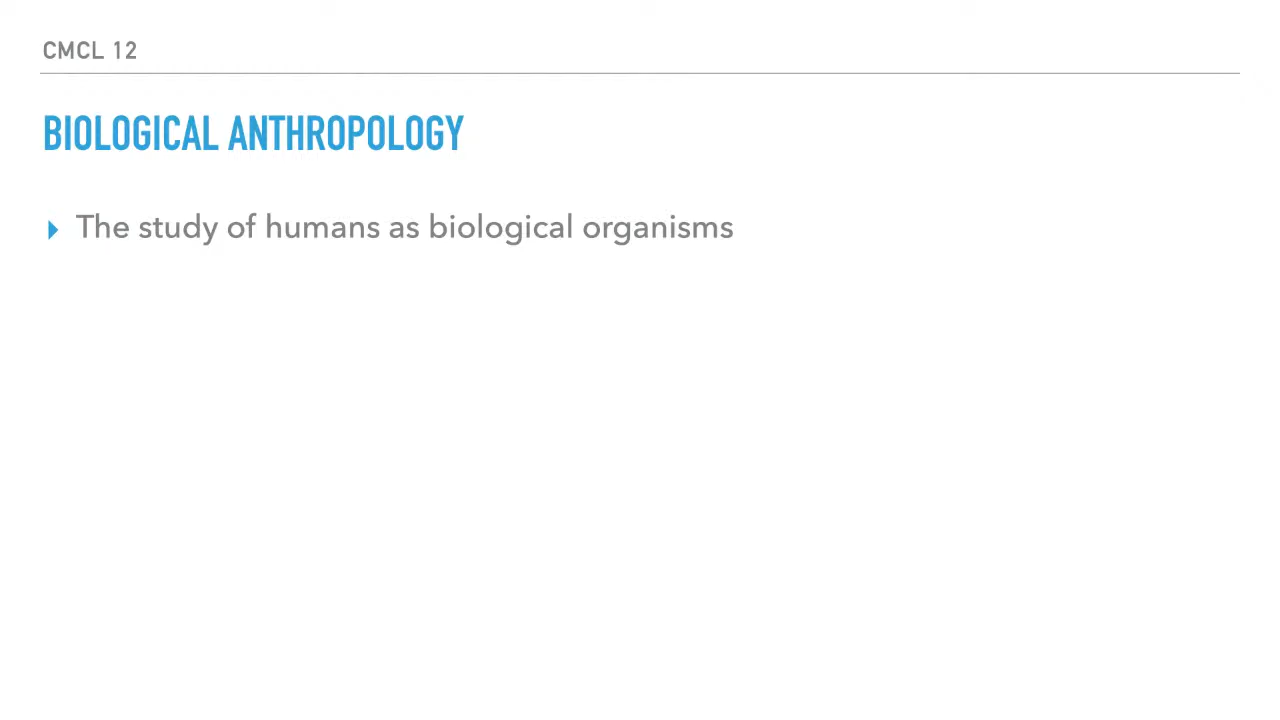 CMCL 12
BIOLOGICAL ANTHROPOLOGY
The study of humans as biological organisms